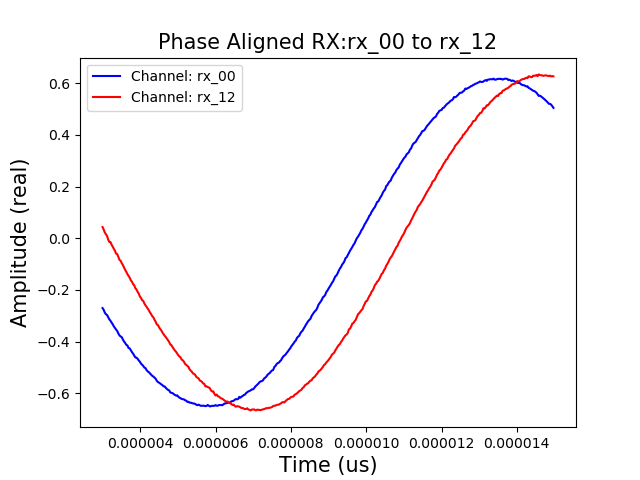 Phase Aligned RX:rx_00 to rx_12
Channel: rx_00
Channel: rx_12
Amplitude (real)
0.6
0.4
0.2
0.0
−0.2
−0.4
−0.6
0.000004 0.000006 0.000008 0.000010 0.000012 0.000014
Time (us)